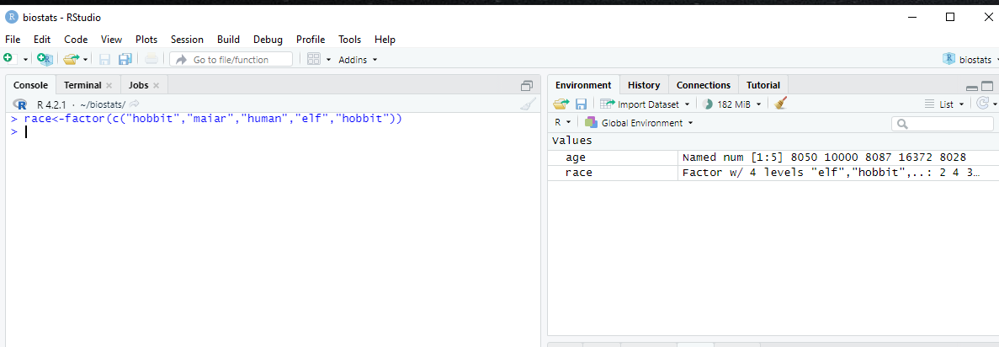 biostats - RStudio
File Edit Code View Plots Session Build Debug Profile Tools Help
Go to file/function Addins biostats
Console Terminal Jobs
R 4.2.1 · ~/biostats/
> race<-factor(c("hobbit","maiar","human","elf","hobbit"))
>
Environment History Connections Tutorial
Import Dataset 182 MiB List
R Global Environment
Values
age Named num [1:5] 8050 10000 8087 16372 8028
race Factor w/ 4 levels "elf","hobbit",..: 2 4 3…